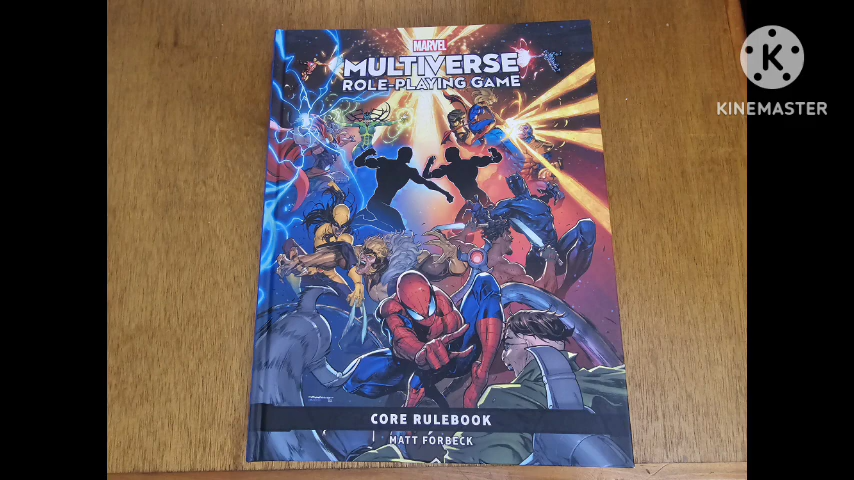 MARVEL
MULTIVERSE
ROLE-PLAYING GAME
K
KINEMASTER
CORE RULEBOOK
MATT FORBECK